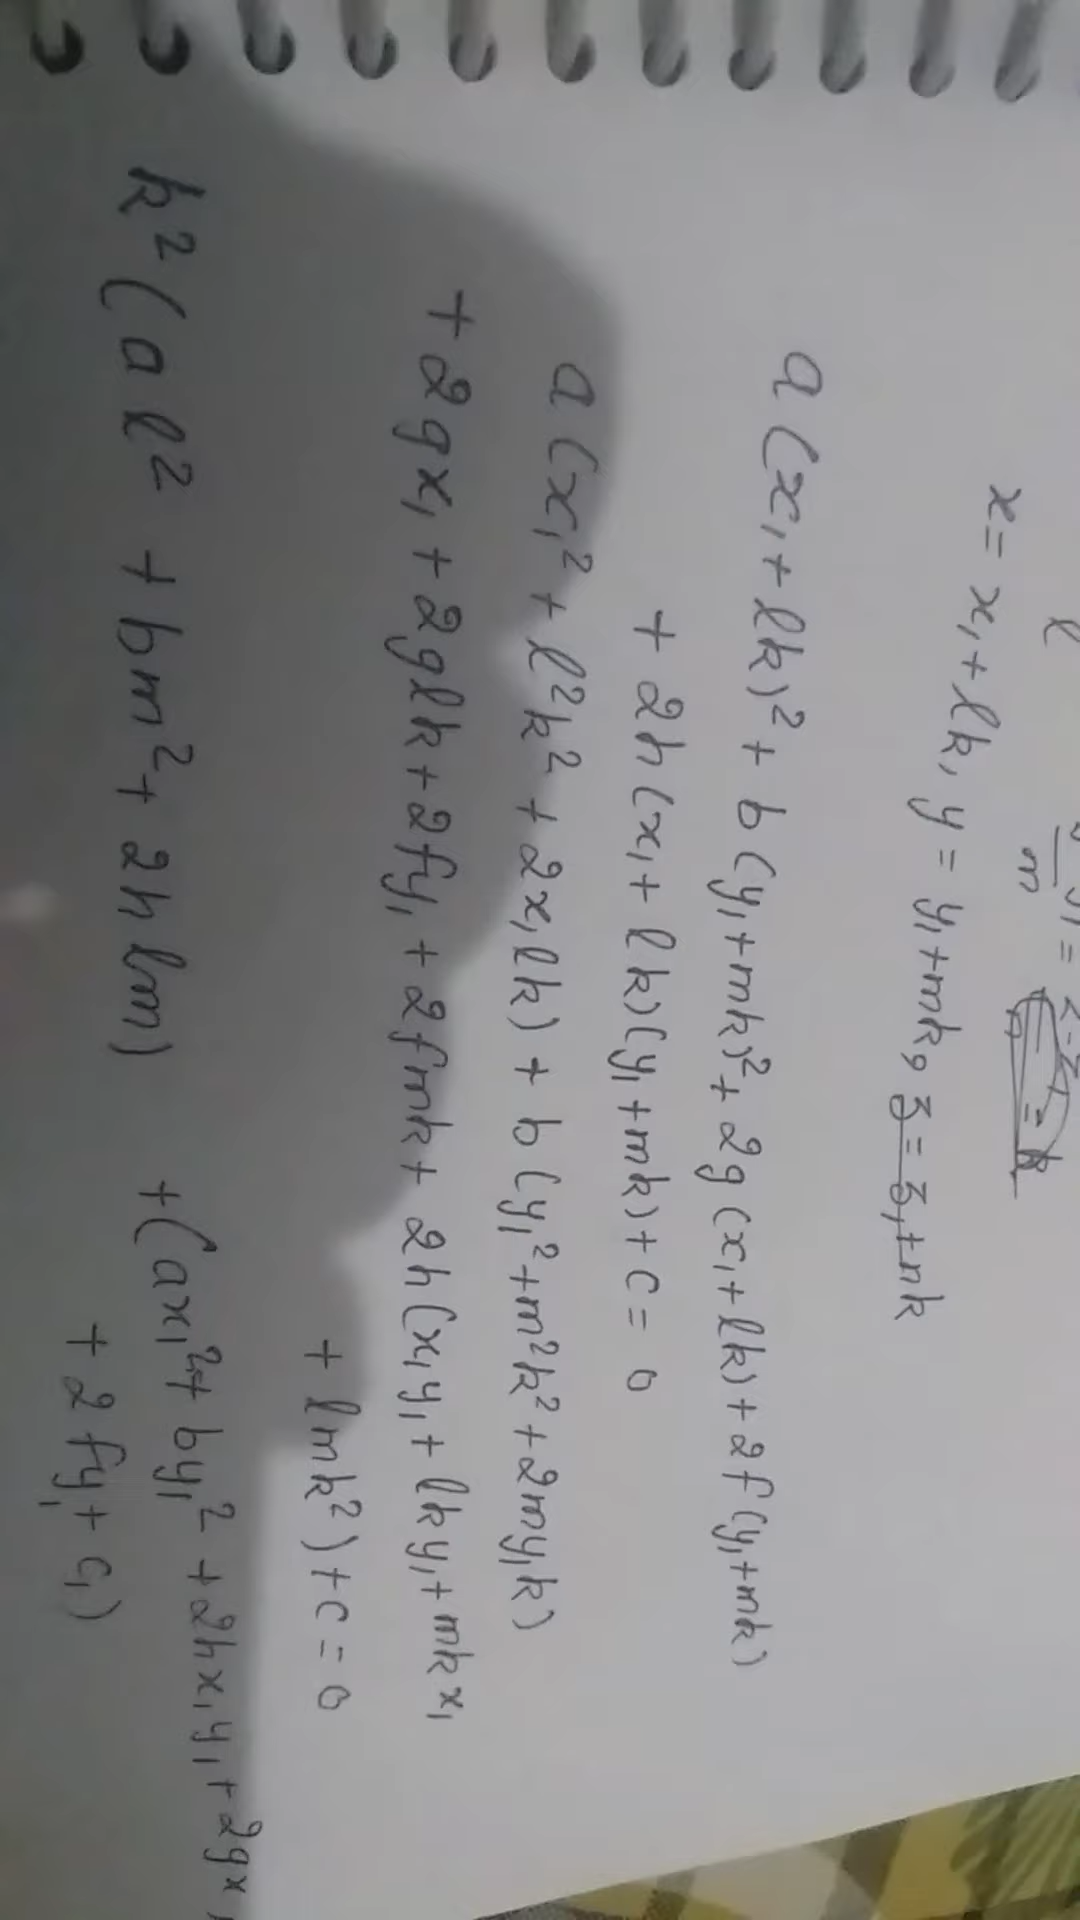 l m
x = x₁ + lk, y = y₁ + mk, z = z₁ + nk
a(x₁ + lk)² + b(y₁ + mk)² + 2g(x₁ + lk) + 2f(y₁ + mk)
+ 2h(x₁ + lk)(y₁ + mk) + c = 0
a(x₁² + l²k² + 2x₁lk) + b(y₁² + m²k² + 2my₁k)
+ 2gx₁ + 2glk + 2fy₁ + 2fmk + 2h(x₁y₁ + lky₁ + mkx₁
+ lmk²) + c = 0
k²(al² + bm² + 2hlm) + (ax₁² + by₁² + 2hx₁y₁ + 2gx₁
+ 2fy₁ + c₁)